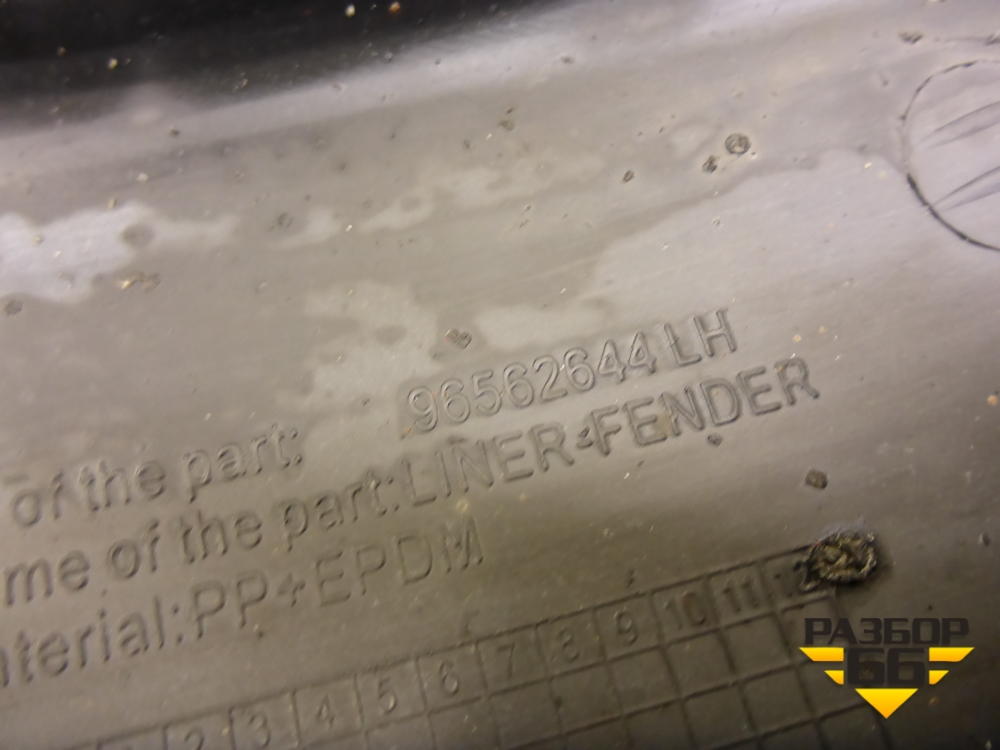 of the part: 96562644 LH
me of the part: LINER-FENDER
terial: PP+EPDM
2 3 4 5 6 7 8 9 10 11 12
РАЗБОР
66